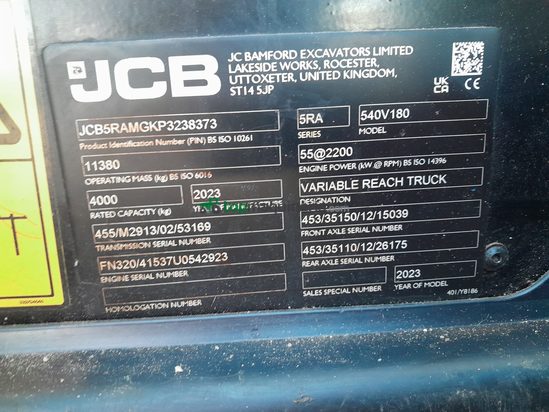 JCB
JC BAMFORD EXCAVATORS LIMITED
LAKESIDE WORKS, ROCESTER,
UTTOXETER, UNITED KINGDOM,
ST14 5JP
UK
CA
CE
JCB5RAMGKP3238373
Product Identification Number (PIN) BS ISO 10261
5RA
SERIES
540V180
MODEL
11380
OPERATING MASS (kg) BS ISO 6016
55@2200
ENGINE POWER (kW @ RPM) BS ISO 14396
4000
RATED CAPACITY (kg)
2023
YEAR OF MANUFACTURE
VARIABLE REACH TRUCK
DESIGNATION
455/M2913/02/53169
TRANSMISSION SERIAL NUMBER
453/35150/12/15039
FRONT AXLE SERIAL NUMBER
FN320/41537U0542923
ENGINE SERIAL NUMBER
453/35110/12/26175
REAR AXLE SERIAL NUMBER
HOMOLOGATION NUMBER
SALES SPECIAL NUMBER
2023
YEAR OF MODEL
401/Y8186